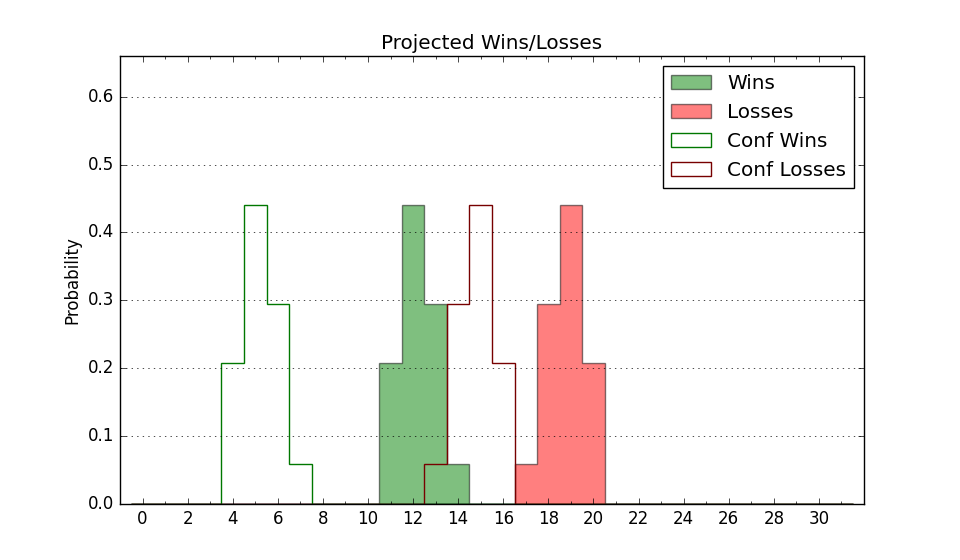 Projected Wins/Losses
Wins
Losses
Conf Wins
Conf Losses
Probability
0.6
0.5
0.4
0.3
0.2
0.1
0.0
0 2 4 6 8 10 12 14 16 18 20 22 24 26 28 30